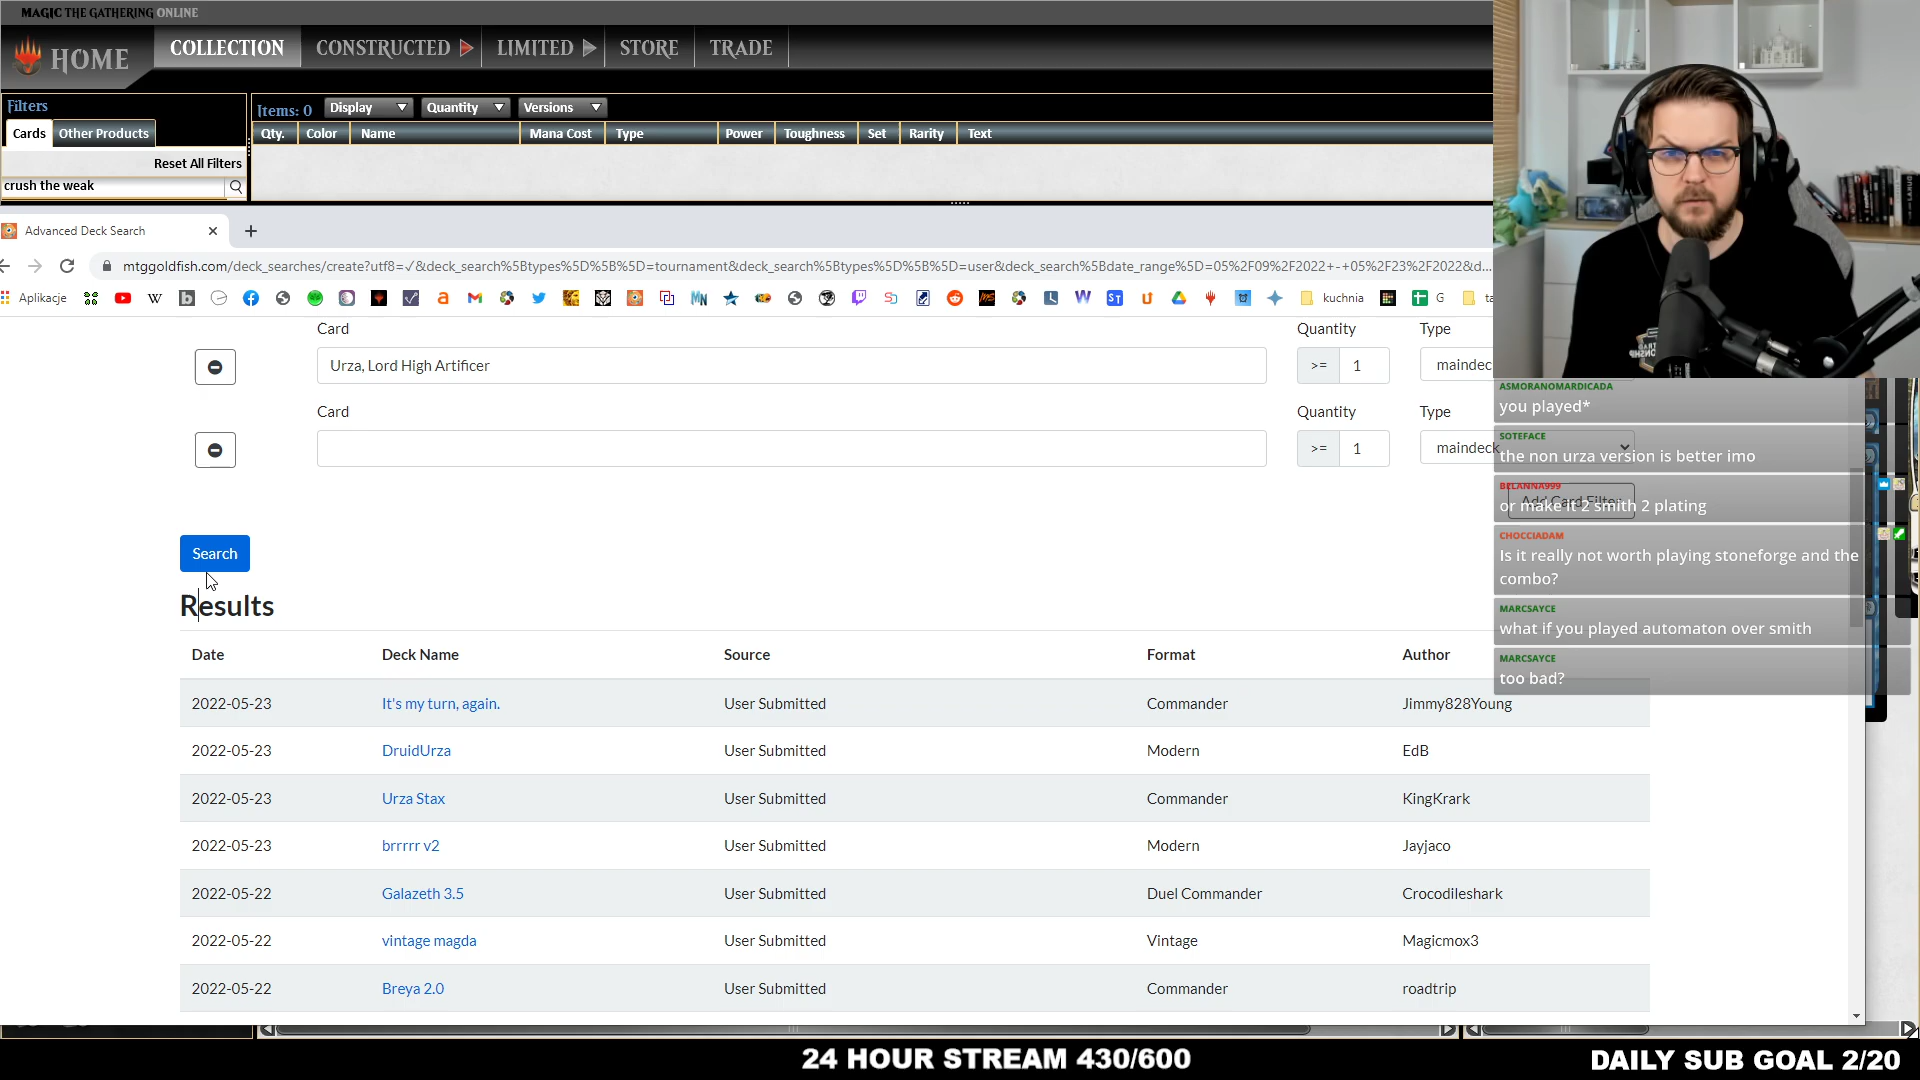 MAGIC THE GATHERING ONLINE
HOME
COLLECTION
CONSTRUCTED
LIMITED
STORE
TRADE
Filters
Items: 0
Display
Quantity
Versions
Cards
Other Products
Qty.
Color
Name
Mana Cost
Type
Power
Toughness
Set
Rarity
Text
Reset All Filters
crush the weak
Advanced Deck Search
mtggoldfish.com/deck_searches/create?utf8=✓&deck_search%5Btypes%5D%5B%5D=tournament&deck_search%5Btypes%5D%5B%5D=user&deck_search%5Bdate_range%5D=05%2F09%2F2022+-+05%2F23%2F2022&d...
Aplikacje
kuchnia
G
Card
Quantity
Type
Urza, Lord High Artificer
>=
1
maindec
Card
Quantity
Type
>=
1
maindeck
Add Card Filter
Search
Results
Date
Deck Name
Source
Format
Author
2022-05-23
It's my turn, again.
User Submitted
Commander
Jimmy828Young
2022-05-23
DruidUrza
User Submitted
Modern
EdB
2022-05-23
Urza Stax
User Submitted
Commander
KingKrark
2022-05-23
brrrrr v2
User Submitted
Modern
Jayjaco
2022-05-22
Galazeth 3.5
User Submitted
Duel Commander
Crocodileshark
2022-05-22
vintage magda
User Submitted
Vintage
Magicmox3
2022-05-22
Breya 2.0
User Submitted
Commander
roadtrip
ASMORANOMARDICADA
you played*
SOTEFACE
the non urza version is better imo
BELANNA999
or make it 2 smith 2 plating
CHOCCIADAM
Is it really not worth playing stoneforge and the
combo?
MARCSAYCE
what if you played automaton over smith
MARCSAYCE
too bad?
24 HOUR STREAM 430/600
DAILY SUB GOAL 2/20